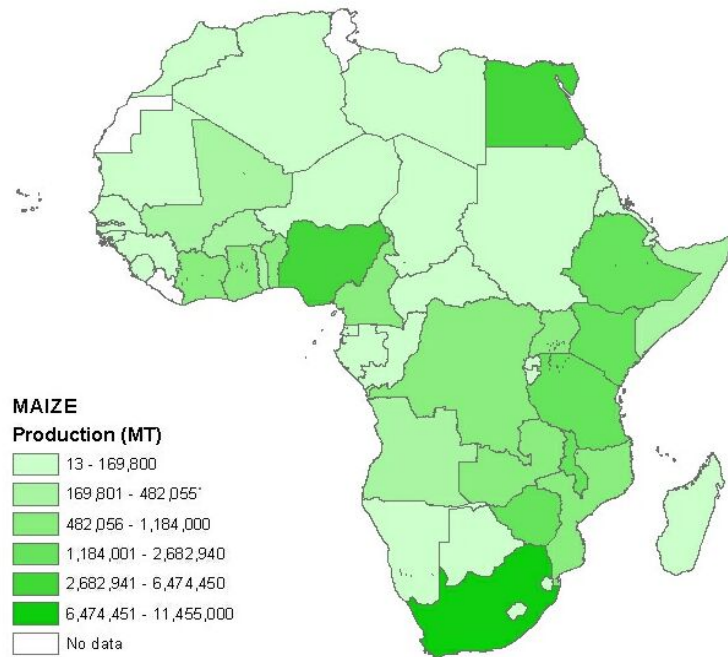 MAIZE
Production (MT)
13 - 169,800
169,801 - 482,055
482,056 - 1,184,000
1,184,001 - 2,682,940
2,682,941 - 6,474,450
6,474,451 - 11,455,000
No data